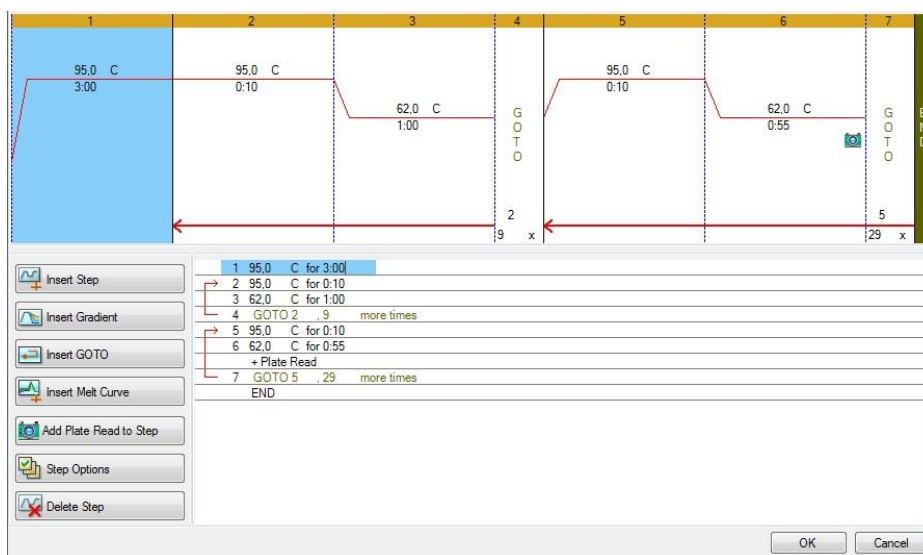 1 2 3 4 5 6 7
95,0 C 95,0 C 95,0 C
3:00 0:10 0:10
62,0 C 62,0 C
1:00 0:55
GOTO GOTO END
2 5
9 x 29 x
Insert Step
Insert Gradient
Insert GOTO
Insert Melt Curve
Add Plate Read to Step
Step Options
Delete Step
1 95,0 C for 3:00
2 95,0 C for 0:10
3 62,0 C for 1:00
4 GOTO 2 , 9 more times
5 95,0 C for 0:10
6 62,0 C for 0:55
+ Plate Read
7 GOTO 5 , 29 more times
END
OK Cancel